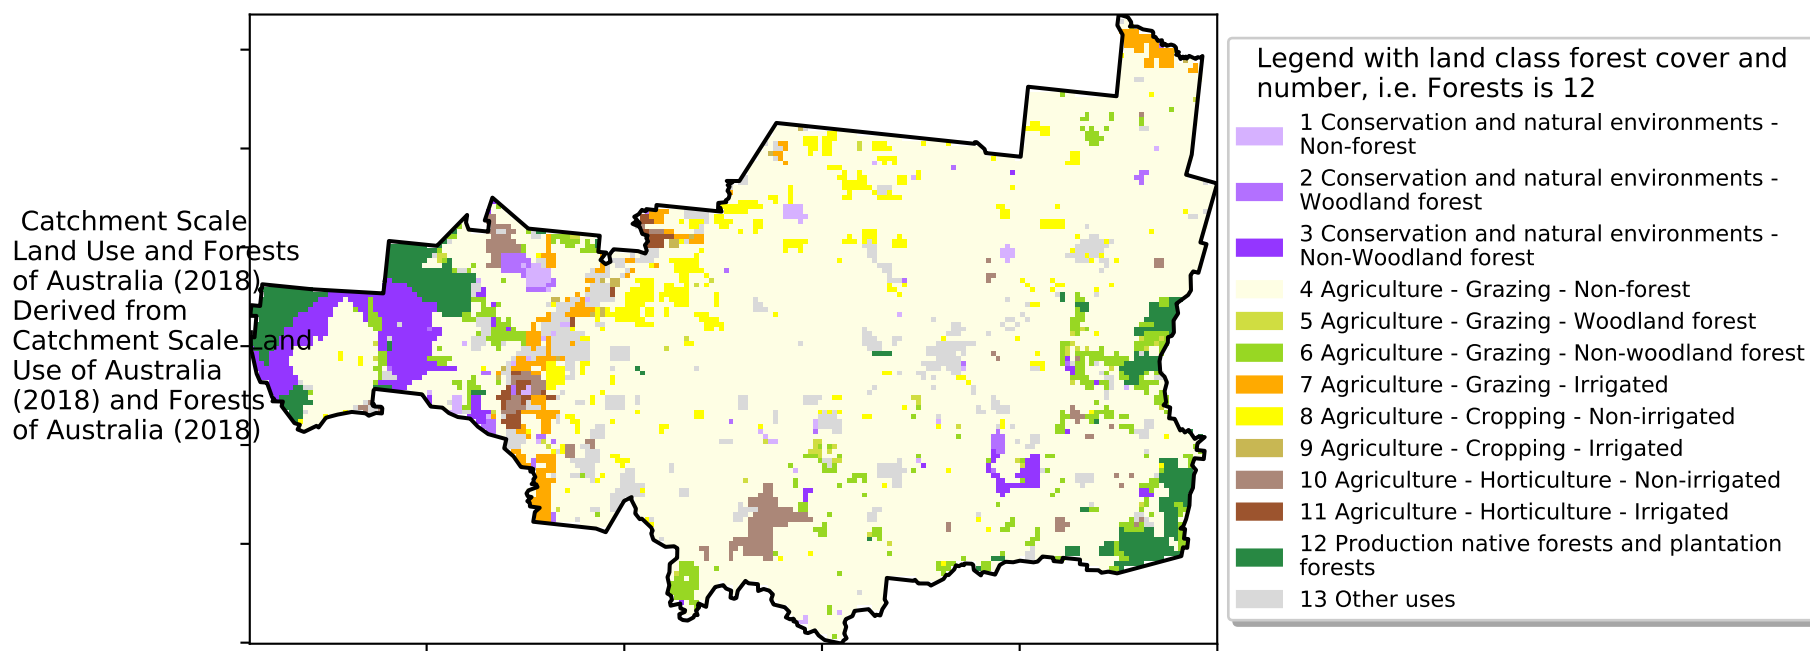 Catchment Scale
Land Use and Forests
of Australia (2018)
Derived from
Catchment Scale Land
Use of Australia
(2018) and Forests
of Australia (2018)
Legend with land class forest cover and
number, i.e. Forests is 12
1 Conservation and natural environments -
Non-forest
2 Conservation and natural environments -
Woodland forest
3 Conservation and natural environments -
Non-Woodland forest
4 Agriculture - Grazing - Non-forest
5 Agriculture - Grazing - Woodland forest
6 Agriculture - Grazing - Non-woodland forest
7 Agriculture - Grazing - Irrigated
8 Agriculture - Cropping - Non-irrigated
9 Agriculture - Cropping - Irrigated
10 Agriculture - Horticulture - Non-irrigated
11 Agriculture - Horticulture - Irrigated
12 Production native forests and plantation
forests
13 Other uses